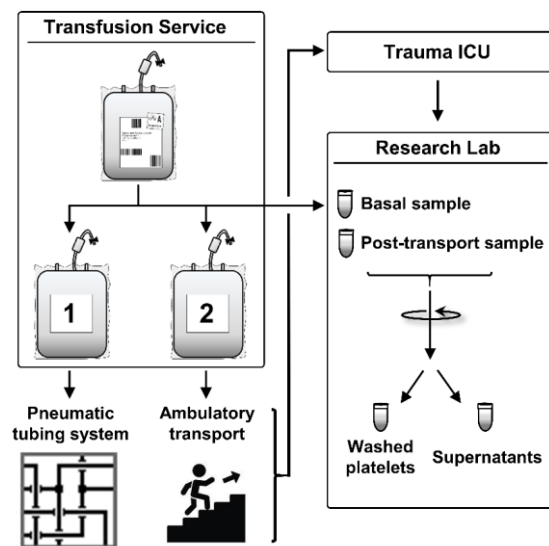 Transfusion Service
A
1
2
Pneumatic
tubing system
Ambulatory
transport
Trauma ICU
Research Lab
Basal sample
Post-transport sample
Washed
platelets
Supernatants